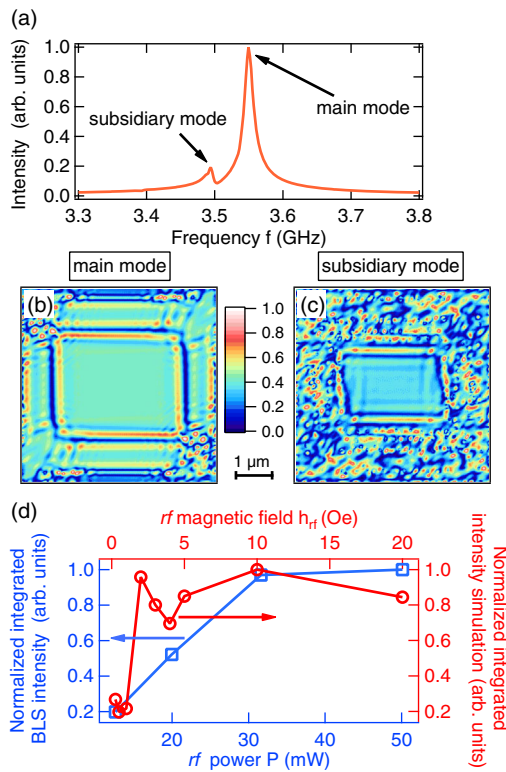 (a)
Intensity (arb. units)
1.0
0.8
0.6
0.4
0.2
0.0
main mode
subsidiary mode
3.3 3.4 3.5 3.6 3.7 3.8
Frequency f (GHz)
main mode
subsidiary mode
(b)
1.0
0.8
0.6
0.4
0.2
0.0
1 µm
(c)
(d)
rf magnetic field h_rf (Oe)
0 5 10 15 20
Normalized integrated
BLS intensity (arb. units)
1.0
0.8
0.6
0.4
0.2
1.0
0.8
0.6
0.4
0.2
Normalized integrated
intensity simulation (arb. units)
20 30 40 50
rf power P (mW)